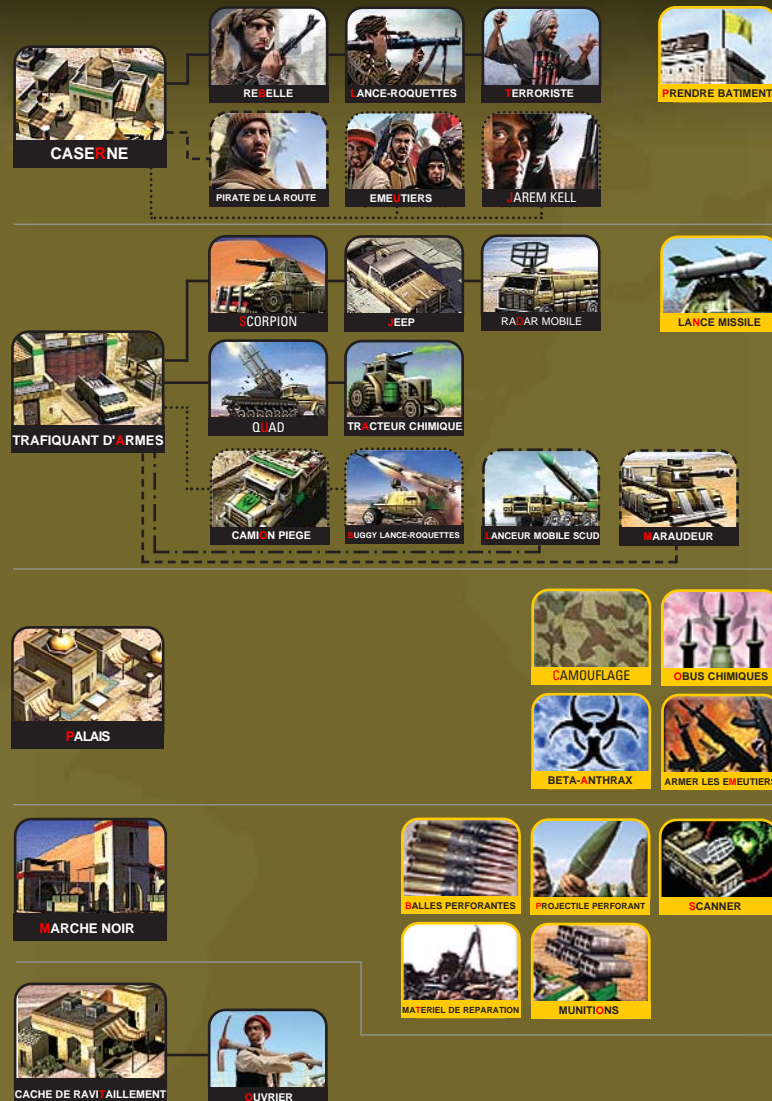 REBELLE
LANCE-ROQUETTES
TERRORISTE
PRENDRE BATIMENT
CASERNE
PIRATE DE LA ROUTE
EMEUTIERS
JAREM KELL
SCORPION
JEEP
RADAR MOBILE
LANCE MISSILE
TRAFIQUANT D'ARMES
QUAD
TRACTEUR CHIMIQUE
CAMION PIEGE
BUGGY LANCE-ROQUETTES
LANCEUR MOBILE SCUD
MARAUDEUR
CAMOUFLAGE
OBUS CHIMIQUES
PALAIS
BETA-ANTHRAX
ARMER LES EMEUTIERS
BALLES PERFORANTES
PROJECTILE PERFORANT
SCANNER
MARCHE NOIR
MATERIEL DE REPARATION
MUNITIONS
CACHE DE RAVITAILLEMENT
OUVRIER